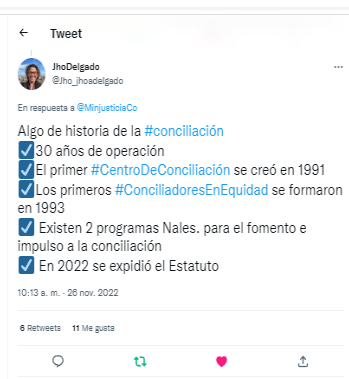 Tweet
JhoDelgado
@Jho_jhoadelgado
En respuesta a @MinjusticiaCo
Algo de historia de la #conciliación
✅30 años de operación
✅El primer #CentroDeConciliación se creó en 1991
✅Los primeros #ConciliadoresEnEquidad se formaron
en 1993
✅ Existen 2 programas Nales. para el fomento e
impulso a la conciliación
✅ En 2022 se expidió el Estatuto
10:13 a. m. · 26 nov. 2022
6 Retweets 11 Me gusta